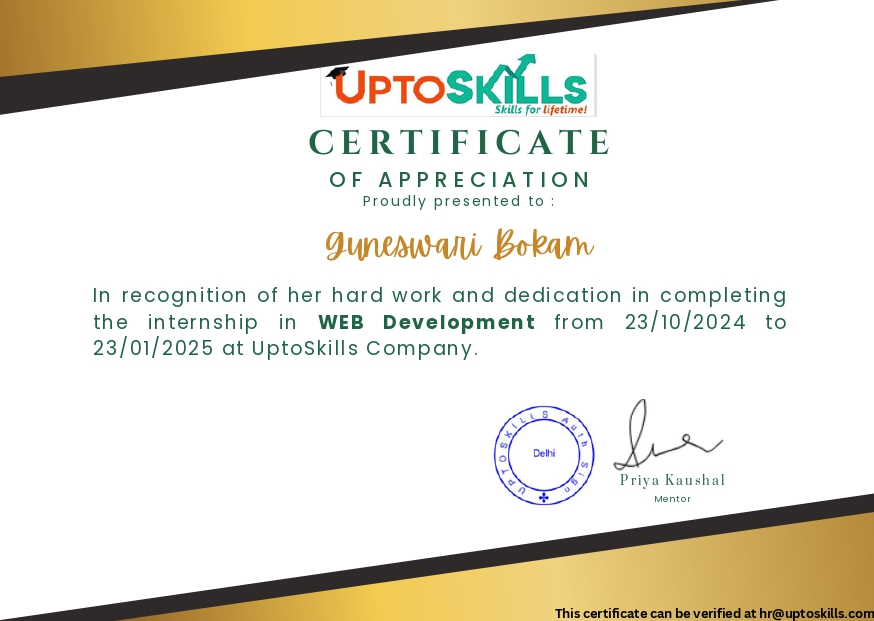 UPTOSKILLS
Skills for lifetime!
CERTIFICATE
OF APPRECIATION
Proudly presented to :
Guneswari Bokam
In recognition of her hard work and dedication in completing
the internship in WEB Development from 23/10/2024 to
23/01/2025 at UptoSkills Company.
UPTOSKILLS Auth Sign
Delhi
Priya Kaushal
Mentor
This certificate can be verified at hr@uptoskills.com